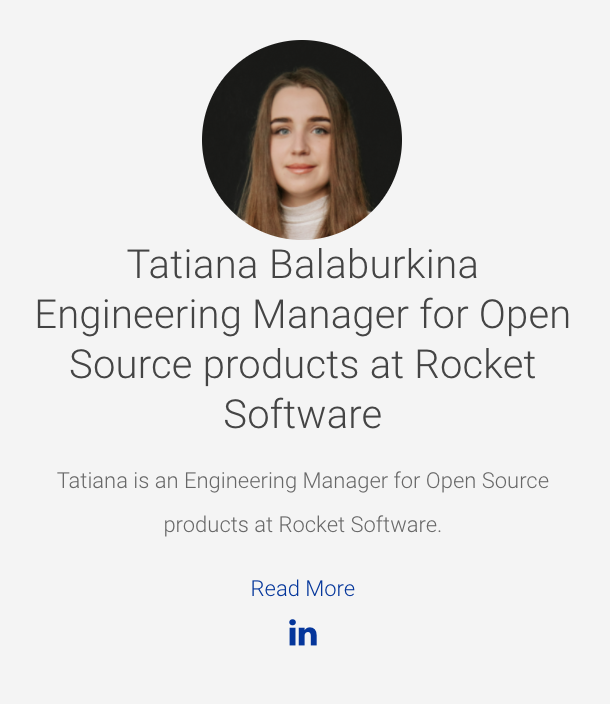 Tatiana Balaburkina
Engineering Manager for Open
Source products at Rocket
Software
Tatiana is an Engineering Manager for Open Source
products at Rocket Software.
Read More
in